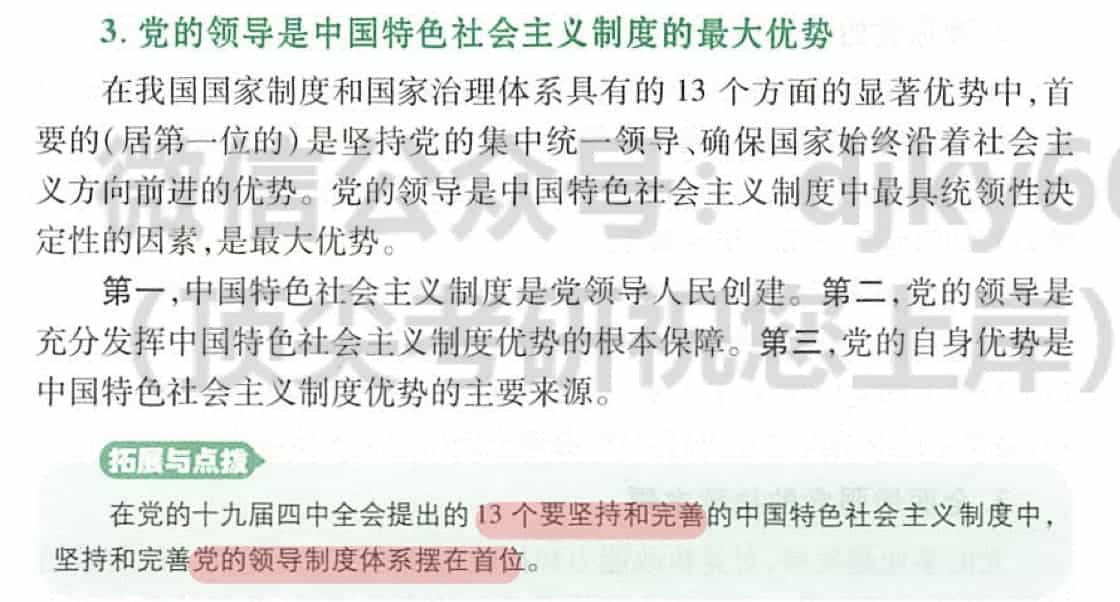 3. 党的领导是中国特色社会主义制度的最大优势
在我国国家制度和国家治理体系具有的 13 个方面的显著优势中,首
要的(居第一位的)是坚持党的集中统一领导、确保国家始终沿着社会主
义方向前进的优势。党的领导是中国特色社会主义制度中最具统领性决
定性的因素,是最大优势。
第一,中国特色社会主义制度是党领导人民创建。第二,党的领导是
充分发挥中国特色社会主义制度优势的根本保障。第三,党的自身优势是
中国特色社会主义制度优势的主要来源。
微信公众号:djky6
(顶尖考研祝您上岸)
拓展与点拨
在党的十九届四中全会提出的 13 个要坚持和完善的中国特色社会主义制度中,
坚持和完善党的领导制度体系摆在首位。